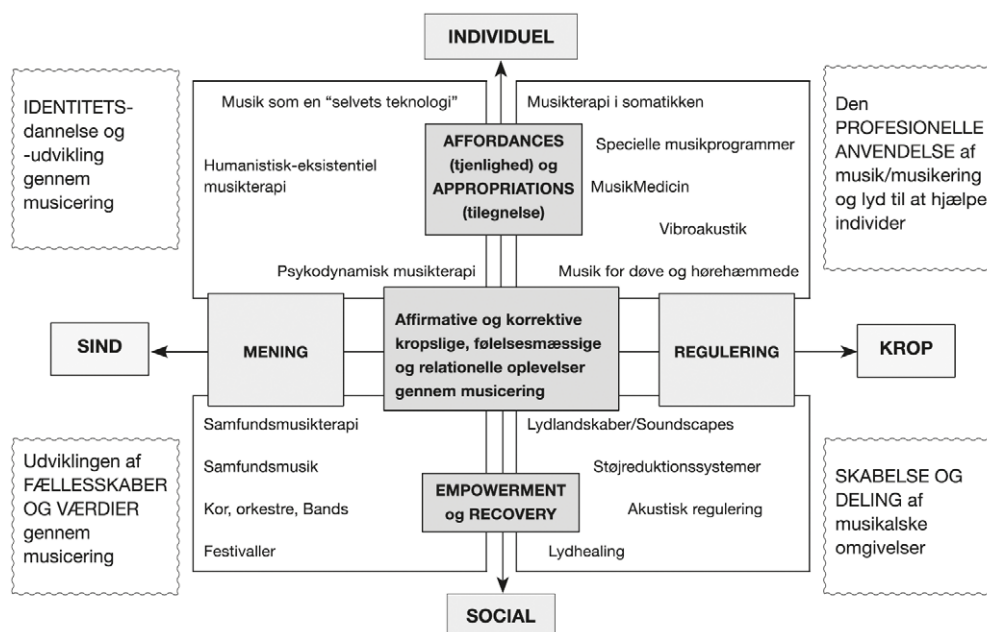 INDIVIDUEL
IDENTITETS-
dannelse og
-udvikling
gennem
musicering
Musik som en “selvets teknologi”
Humanistisk-eksistentiel
musikterapi
Psykodynamisk musikterapi
AFFORDANCES
(tjenlighed) og
APPROPRIATIONS
(tilegnelse)
Musikterapi i somatikken
Specielle musikprogrammer
MusikMedicin
Vibroakustik
Musik for døve og hørehæmmede
Den
PROFESIONELLE
ANVENDELSE af
musik/musikering
og lyd til at hjælpe
individer
SIND
MENING
Affirmative og korrektive
kropslige, følelsesmæssige
og relationelle oplevelser
gennem musicering
REGULERING
KROP
Udviklingen af
FÆLLESSKABER
OG VÆRDIER
gennem
musicering
Samfundsmusikterapi
Samfundsmusik
Kor, orkestre, Bands
Festivaller
EMPOWERMENT
og RECOVERY
Lydlandskaber/Soundscapes
Støjreduktionssystemer
Akustisk regulering
Lydhealing
SKABELSE OG
DELING af
musikalske
omgivelser
SOCIAL